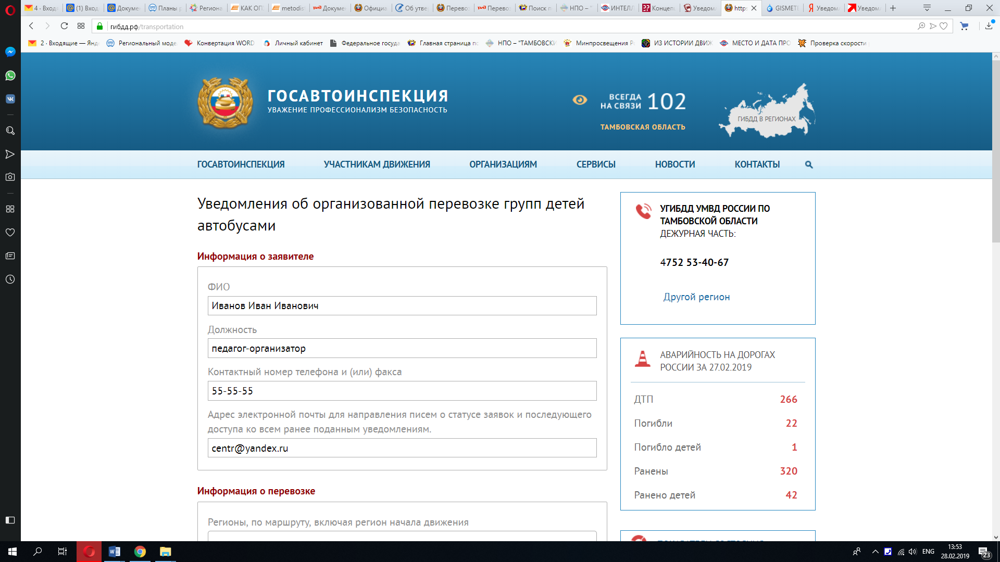 4 · Вход
(1) Вход
Докумен
Планы р
Региона
КАК ОП
metodis
Докумен
Официа
Об утве
Перевоз
Перевоз
Поиск п
НПО – "
ИНТЕЛЛ
Концеп
Уведом
https
GISMETE
Уведомл
Уведом
гибдд.рф/transportation
2 · Входящие — Янд
Региональный моде
Конвертация WORD
Личный кабинет
Федеральное госуда
Главная страница по
НПО – "ТАМБОВСКИ
Минпросвещения Р
ИЗ ИСТОРИИ ДВИЖ
МЕСТО И ДАТА ПРО
Проверка скорости
ГОСАВТОИНСПЕКЦИЯ
УВАЖЕНИЕ ПРОФЕССИОНАЛИЗМ БЕЗОПАСНОСТЬ
ВСЕГДА
НА СВЯЗИ 102
ТАМБОВСКАЯ ОБЛАСТЬ
ГИБДД В РЕГИОНАХ
ГОСАВТОИНСПЕКЦИЯ УЧАСТНИКАМ ДВИЖЕНИЯ ОРГАНИЗАЦИЯМ СЕРВИСЫ НОВОСТИ КОНТАКТЫ
Уведомления об организованной перевозке групп детей
автобусами
Информация о заявителе
ФИО
Иванов Иван Иванович
Должность
педагог-организатор
Контактный номер телефона и (или) факса
55-55-55
Адрес электронной почты для направления писем о статусе заявок и последующего
доступа ко всем ранее поданным уведомлениям.
centr@yandex.ru
Информация о перевозке
Регионы, по маршруту, включая регион начала движения
УГИБДД УМВД РОССИИ ПО
ТАМБОВСКОЙ ОБЛАСТИ
ДЕЖУРНАЯ ЧАСТЬ:
4752 53-40-67
Другой регион
АВАРИЙНОСТЬ НА ДОРОГАХ
РОССИИ ЗА 27.02.2019
ДТП 266
Погибли 22
Погибло детей 1
Ранены 320
Ранено детей 42
ENG
13:53
28.02.2019
23